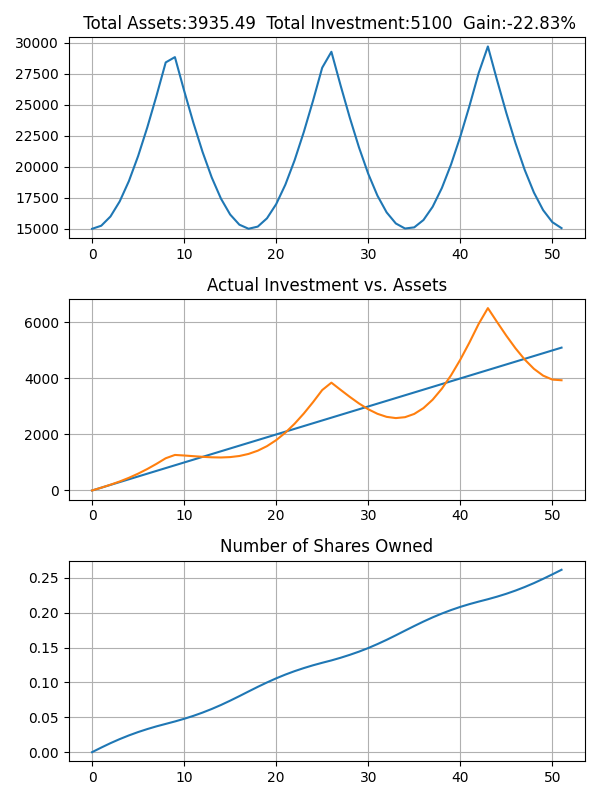 Total Assets:3935.49  Total Investment:5100  Gain:-22.83%
30000
27500
25000
22500
20000
17500
15000
0 10 20 30 40 50
Actual Investment vs. Assets
6000
4000
2000
0
0 10 20 30 40 50
Number of Shares Owned
0.25
0.20
0.15
0.10
0.05
0.00
0 10 20 30 40 50